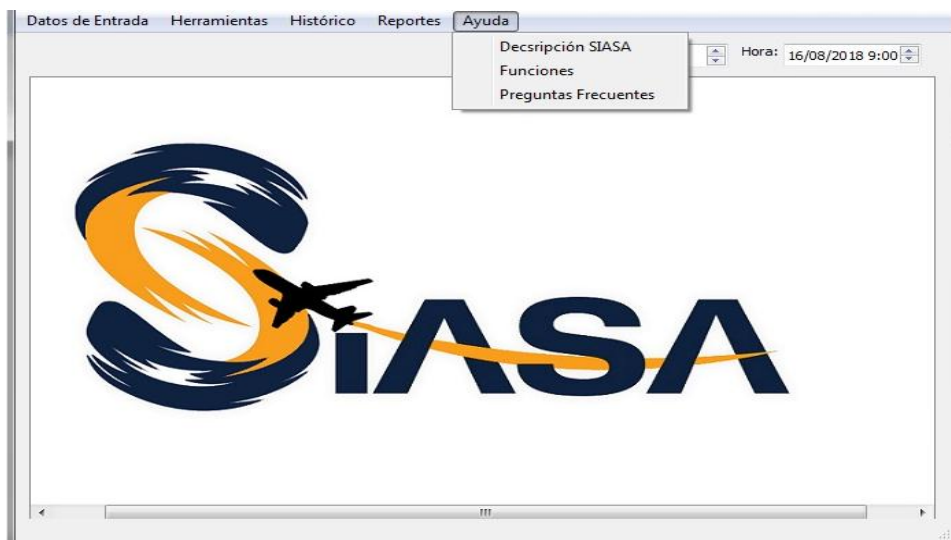 Datos de Entrada Herramientas Histórico Reportes Ayuda
Decsripción SIASA
Funciones
Preguntas Frecuentes
Hora: 16/08/2018 9:00
SiASA